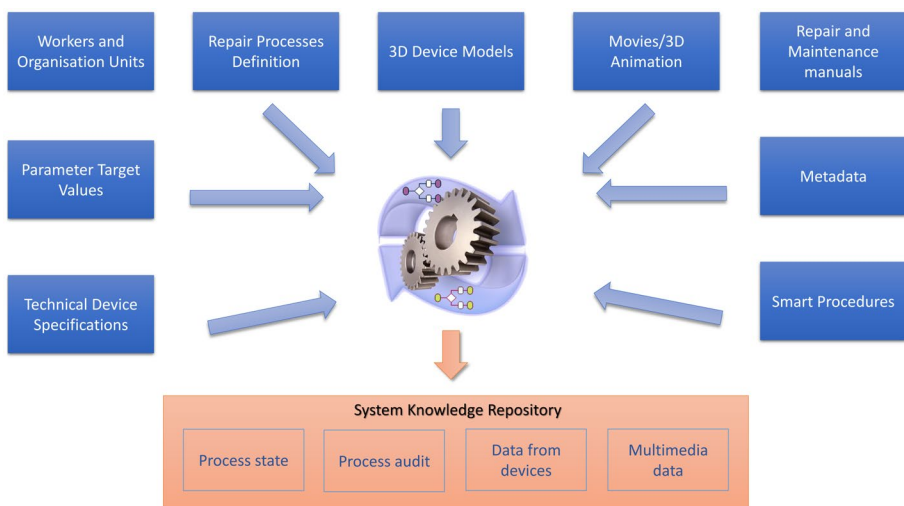 Workers and
Organisation Units
Repair Processes
Definition
3D Device Models
Movies/3D
Animation
Repair and
Maintenance
manuals
Parameter Target
Values
Metadata
Technical Device
Specifications
Smart Procedures
System Knowledge Repository
Process state
Process audit
Data from
devices
Multimedia
data